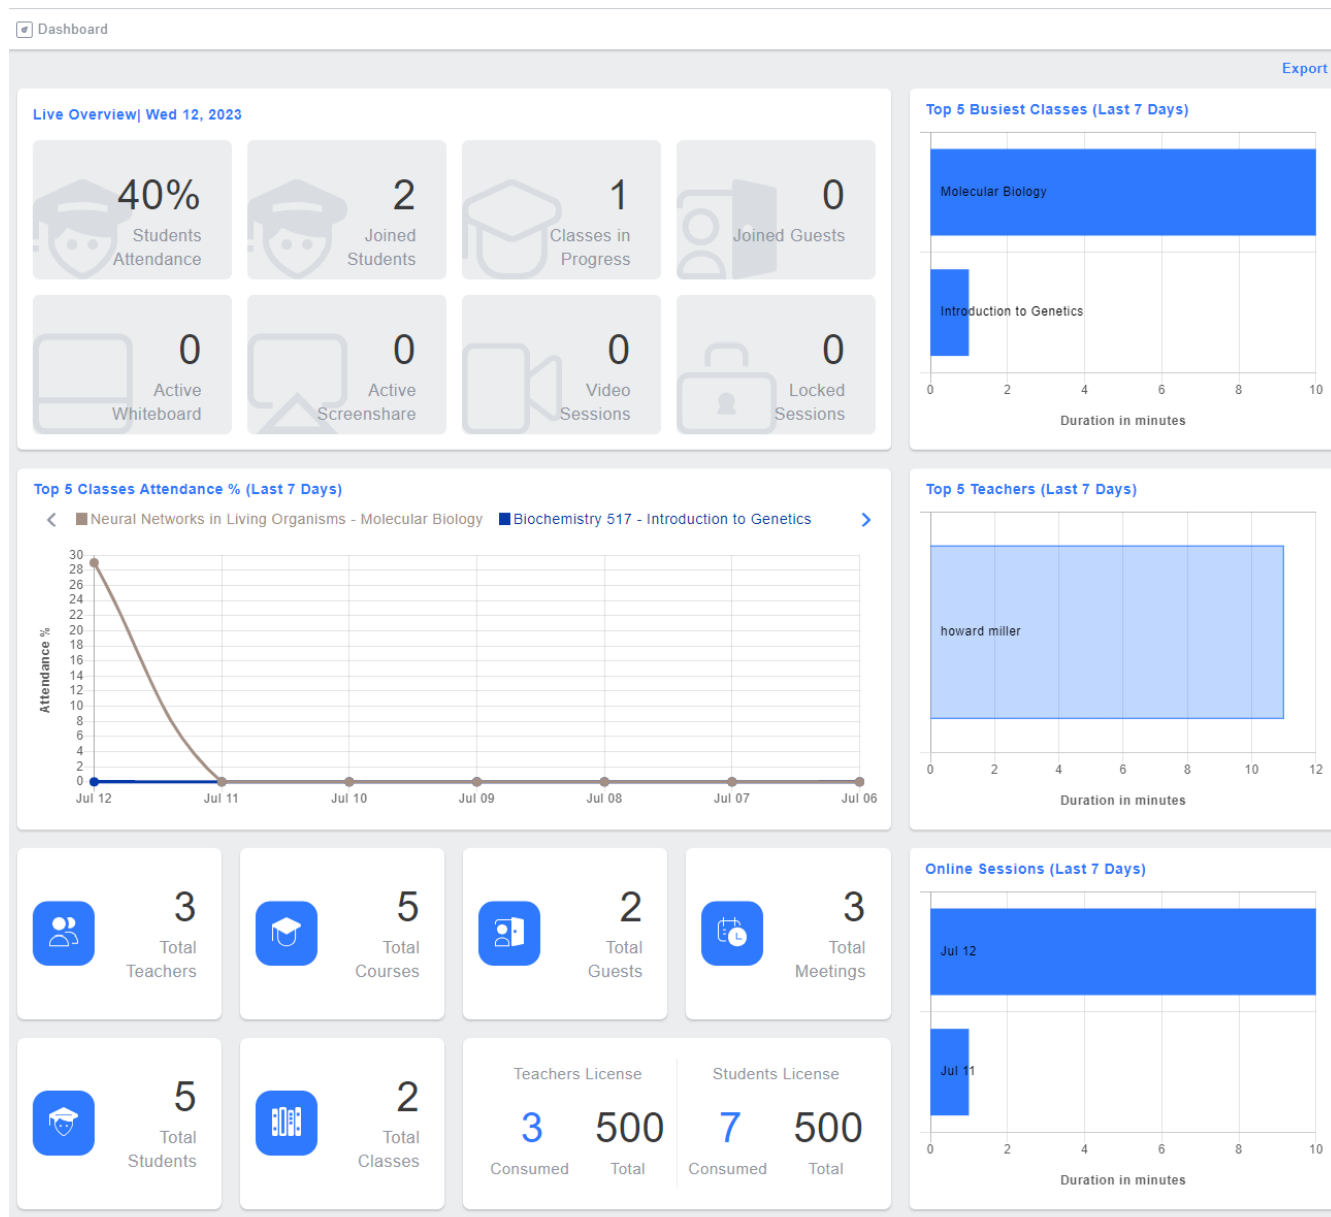 Dashboard
Export
Live Overview| Wed 12, 2023
40%
Students
Attendance
2
Joined
Students
1
Classes in
Progress
0
Joined Guests
0
Active
Whiteboard
0
Active
Screenshare
0
Video
Sessions
0
Locked
Sessions
Top 5 Busiest Classes (Last 7 Days)
Molecular Biology
Introduction to Genetics
0 2 4 6 8 10
Duration in minutes
Top 5 Classes Attendance % (Last 7 Days)
Neural Networks in Living Organisms - Molecular Biology Biochemistry 517 - Introduction to Genetics
Attendance %
30
28
26
24
22
20
18
16
14
12
10
8
6
4
2
0
Jul 12 Jul 11 Jul 10 Jul 09 Jul 08 Jul 07 Jul 06
Top 5 Teachers (Last 7 Days)
howard miller
0 2 4 6 8 10 12
Duration in minutes
3
Total
Teachers
5
Total
Courses
2
Total
Guests
3
Total
Meetings
5
Total
Students
2
Total
Classes
Teachers License
3 500
Consumed Total
Students License
7 500
Consumed Total
Online Sessions (Last 7 Days)
Jul 12
Jul 11
0 2 4 6 8 10
Duration in minutes